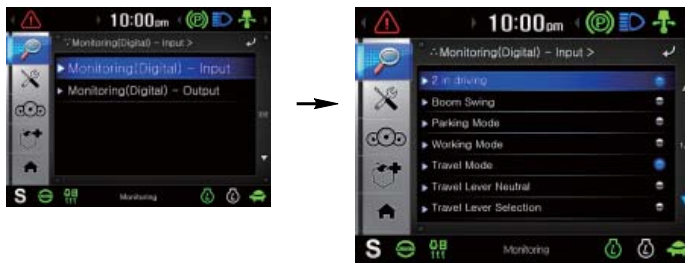 10:00pm (P)
Monitoring(Digital) - Input >
Monitoring(Digital) - Input
Monitoring(Digital) - Output
S
Monitoring
10:00pm (P)
Monitoring(Digital) - Input >
2 in driving
Boom Swing
Parking Mode
Working Mode
Travel Mode
Travel Lever Neutral
Travel Lever Selection
S
Monitoring